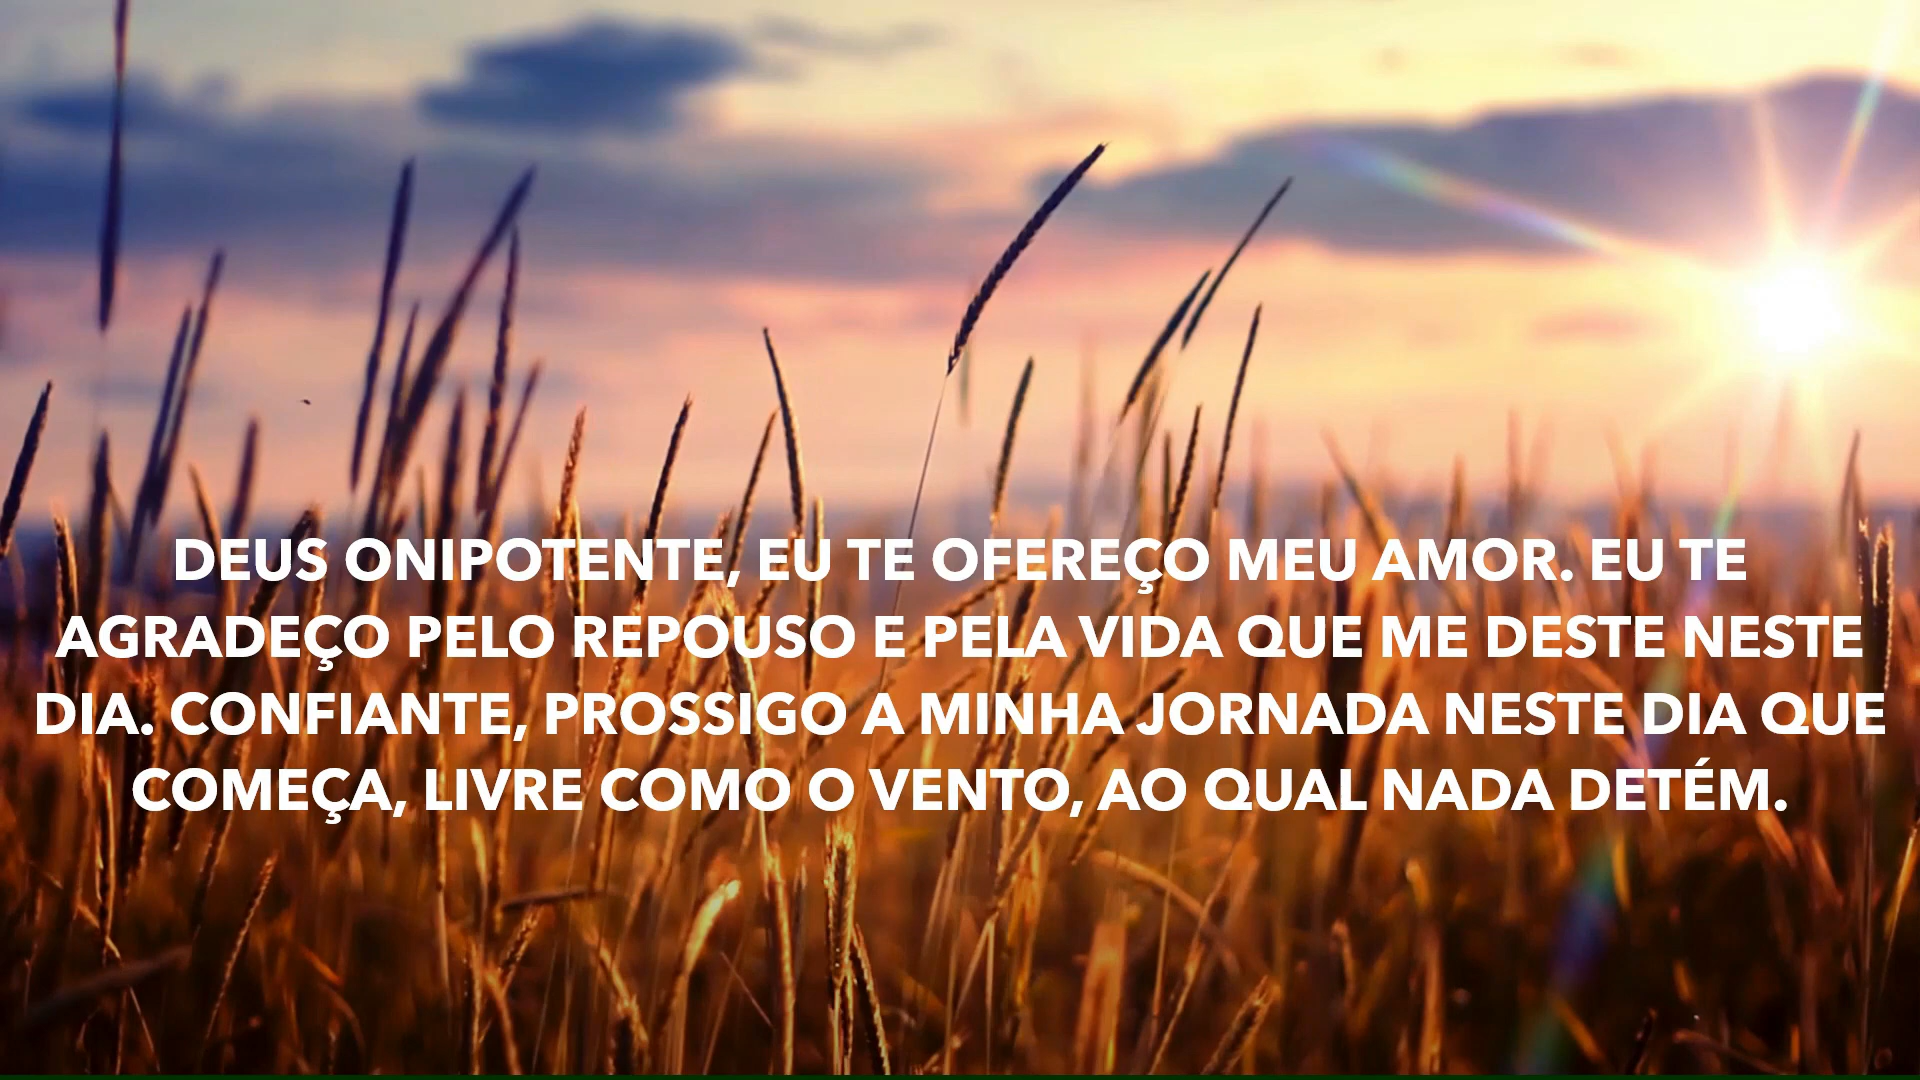 DEUS ONIPOTENTE, EU TE OFEREÇO MEU AMOR. EU TE
AGRADEÇO PELO REPOUSO E PELA VIDA QUE ME DESTE NESTE
DIA. CONFIANTE, PROSSIGO A MINHA JORNADA NESTE DIA QUE
COMEÇA, LIVRE COMO O VENTO, AO QUAL NADA DETÉM.